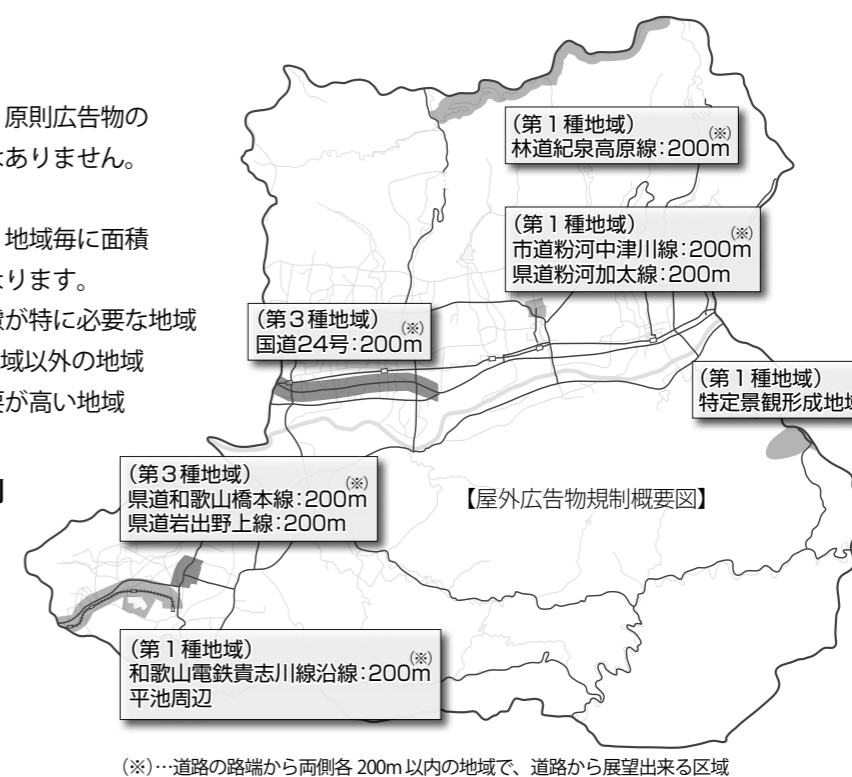 原則広告物の
はありません。
地域毎に面積
ります。
が特に必要な地域
域以外の地域
要が高い地域
(第1種地域)
林道紀泉高原線:200m(※)
(第1種地域)
市道粉河中津川線:200m(※)
県道粉河加太線:200m
(第3種地域)
国道24号:200m(※)
(第1種地域)
特定景観形成地域
(第3種地域)
県道和歌山橋本線:200m(※)
県道岩出野上線:200m
【屋外広告物規制概要図】
(第1種地域)
和歌山電鉄貴志川線沿線:200m(※)
平池周辺
(※)…道路の路端から両側各 200m 以内の地域で、道路から展望出来る区域